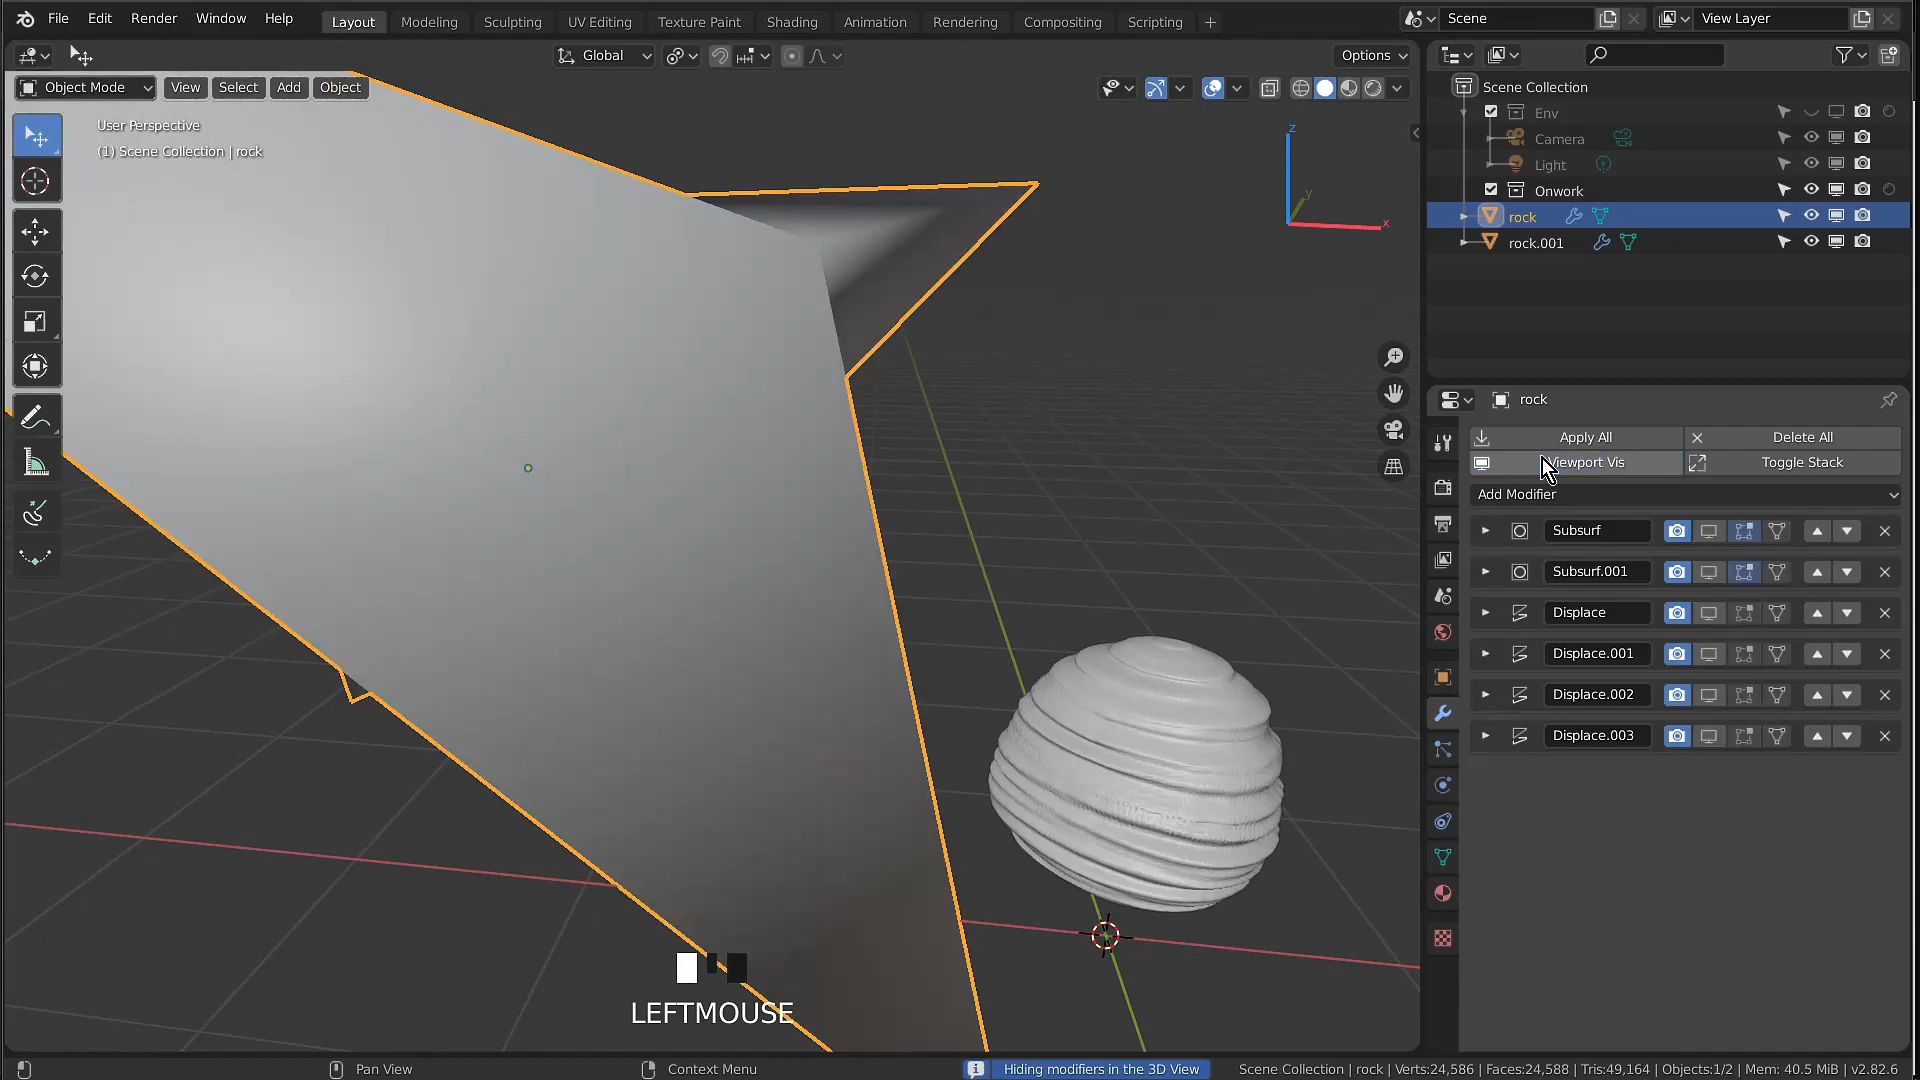 File Edit Render Window Help Layout Modeling Sculpting UV Editing Texture Paint Shading Animation Rendering Compositing Scripting + Scene View Layer
Global Options
Object Mode View Select Add Object
User Perspective
(1) Scene Collection | rock
z
y
x
Scene Collection
Env
Camera
Light
Onwork
rock
rock.001
rock
Apply All Delete All
Viewport Vis Toggle Stack
Add Modifier
Subsurf
Subsurf.001
Displace
Displace.001
Displace.002
Displace.003
LEFTMOUSE
Pan View Context Menu Hiding modifiers in the 3D View Scene Collection | rock | Verts:24,586 | Faces:24,588 | Tris:49,164 | Objects:1/2 | Mem: 40.5 MiB | v2.82.6